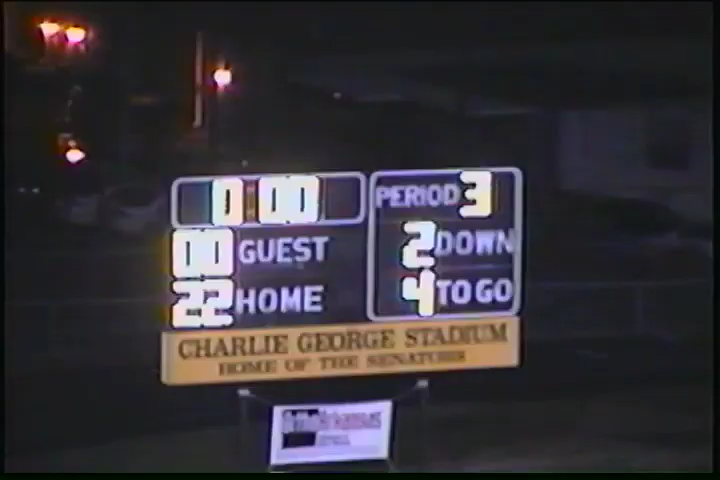 0:00 PERIOD 3
00 GUEST 2 DOWN
22 HOME 4 TO GO
CHARLIE GEORGE STADIUM
HOME OF THE SENATORS